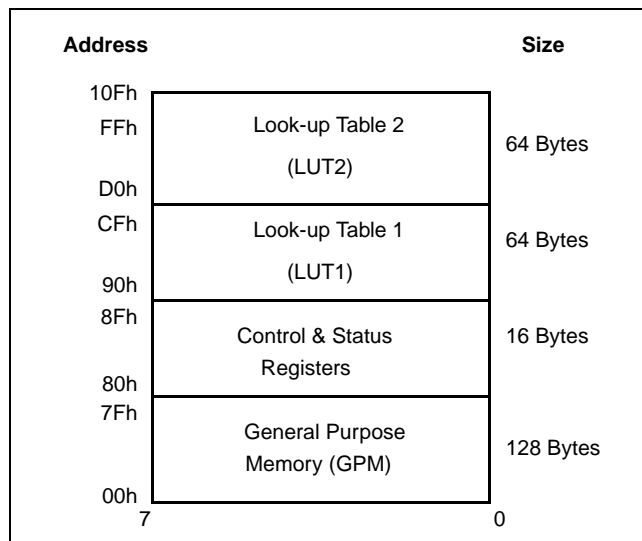 Address Size
10Fh
FFh Look-up Table 2
(LUT2) 64 Bytes
D0h
CFh Look-up Table 1
(LUT1) 64 Bytes
90h
8Fh
Control & Status 16 Bytes
Registers
80h
7Fh
General Purpose
Memory (GPM) 128 Bytes
00h
7 0